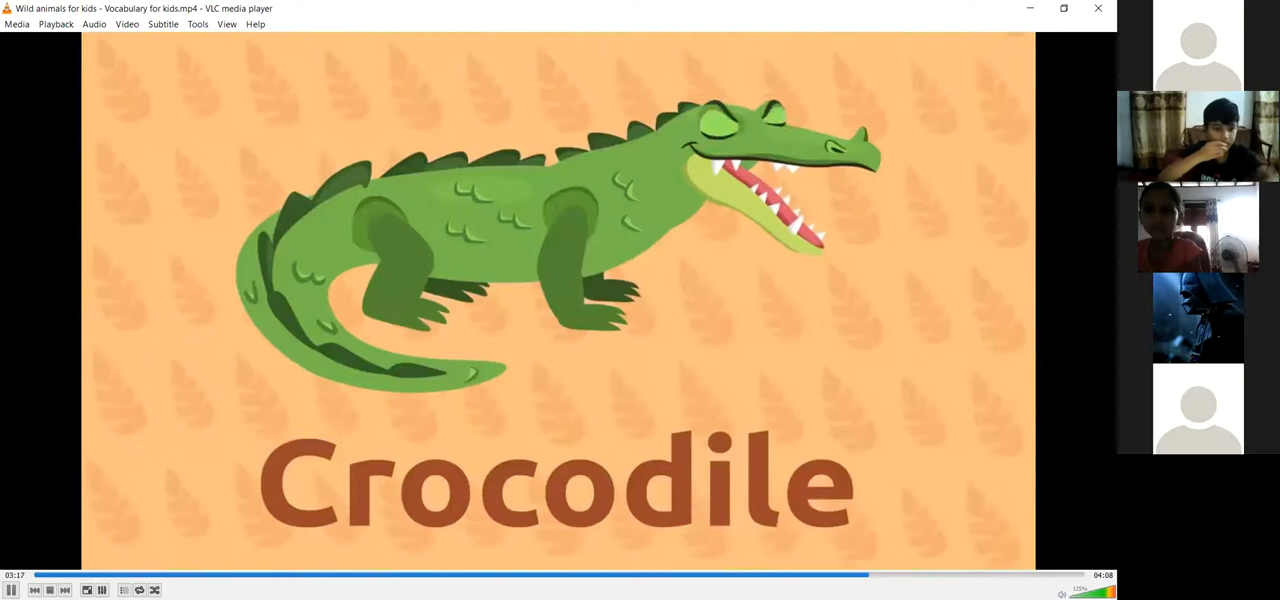 Wild animals for kids - Vocabulary for kids.mp4 - VLC media player
Media Playback Audio Video Subtitle Tools View Help
Crocodile
03:17
04:08
125%